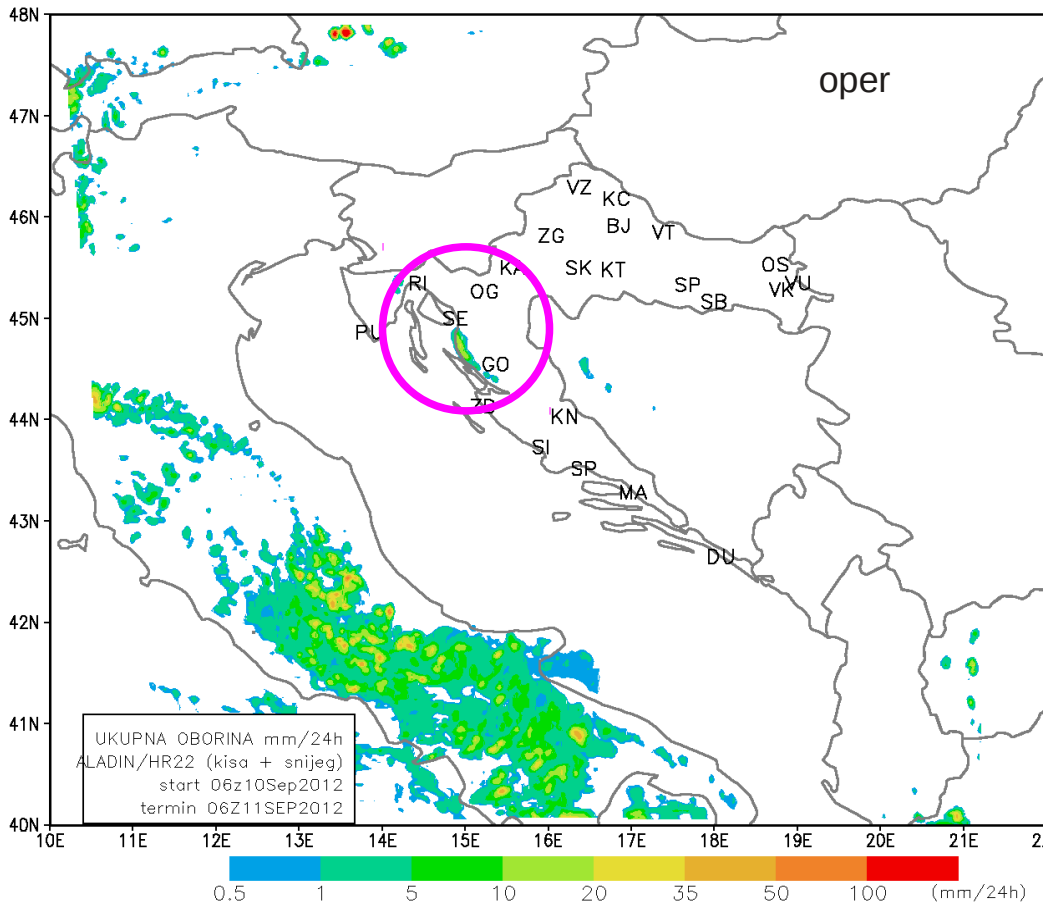 48N
oper
47N
VZ
KC
46N
BJ
VT
ZG
OS
SK
KT
KA
RI
OG
SP
VU
VK
SB
45N
SE
PU
GO
44N
ZD
KN
SI
SP
MA
43N
DU
42N
41N
UKUPNA OBORINA mm/24h
ALADIN/HR22 (kisa + snijeg)
start 06z10Sep2012
termin 06Z11SEP2012
40N
10E 11E 12E 13E 14E 15E 16E 17E 18E 19E 20E 21E
0.5 1 5 10 20 35 50 100 (mm/24h)